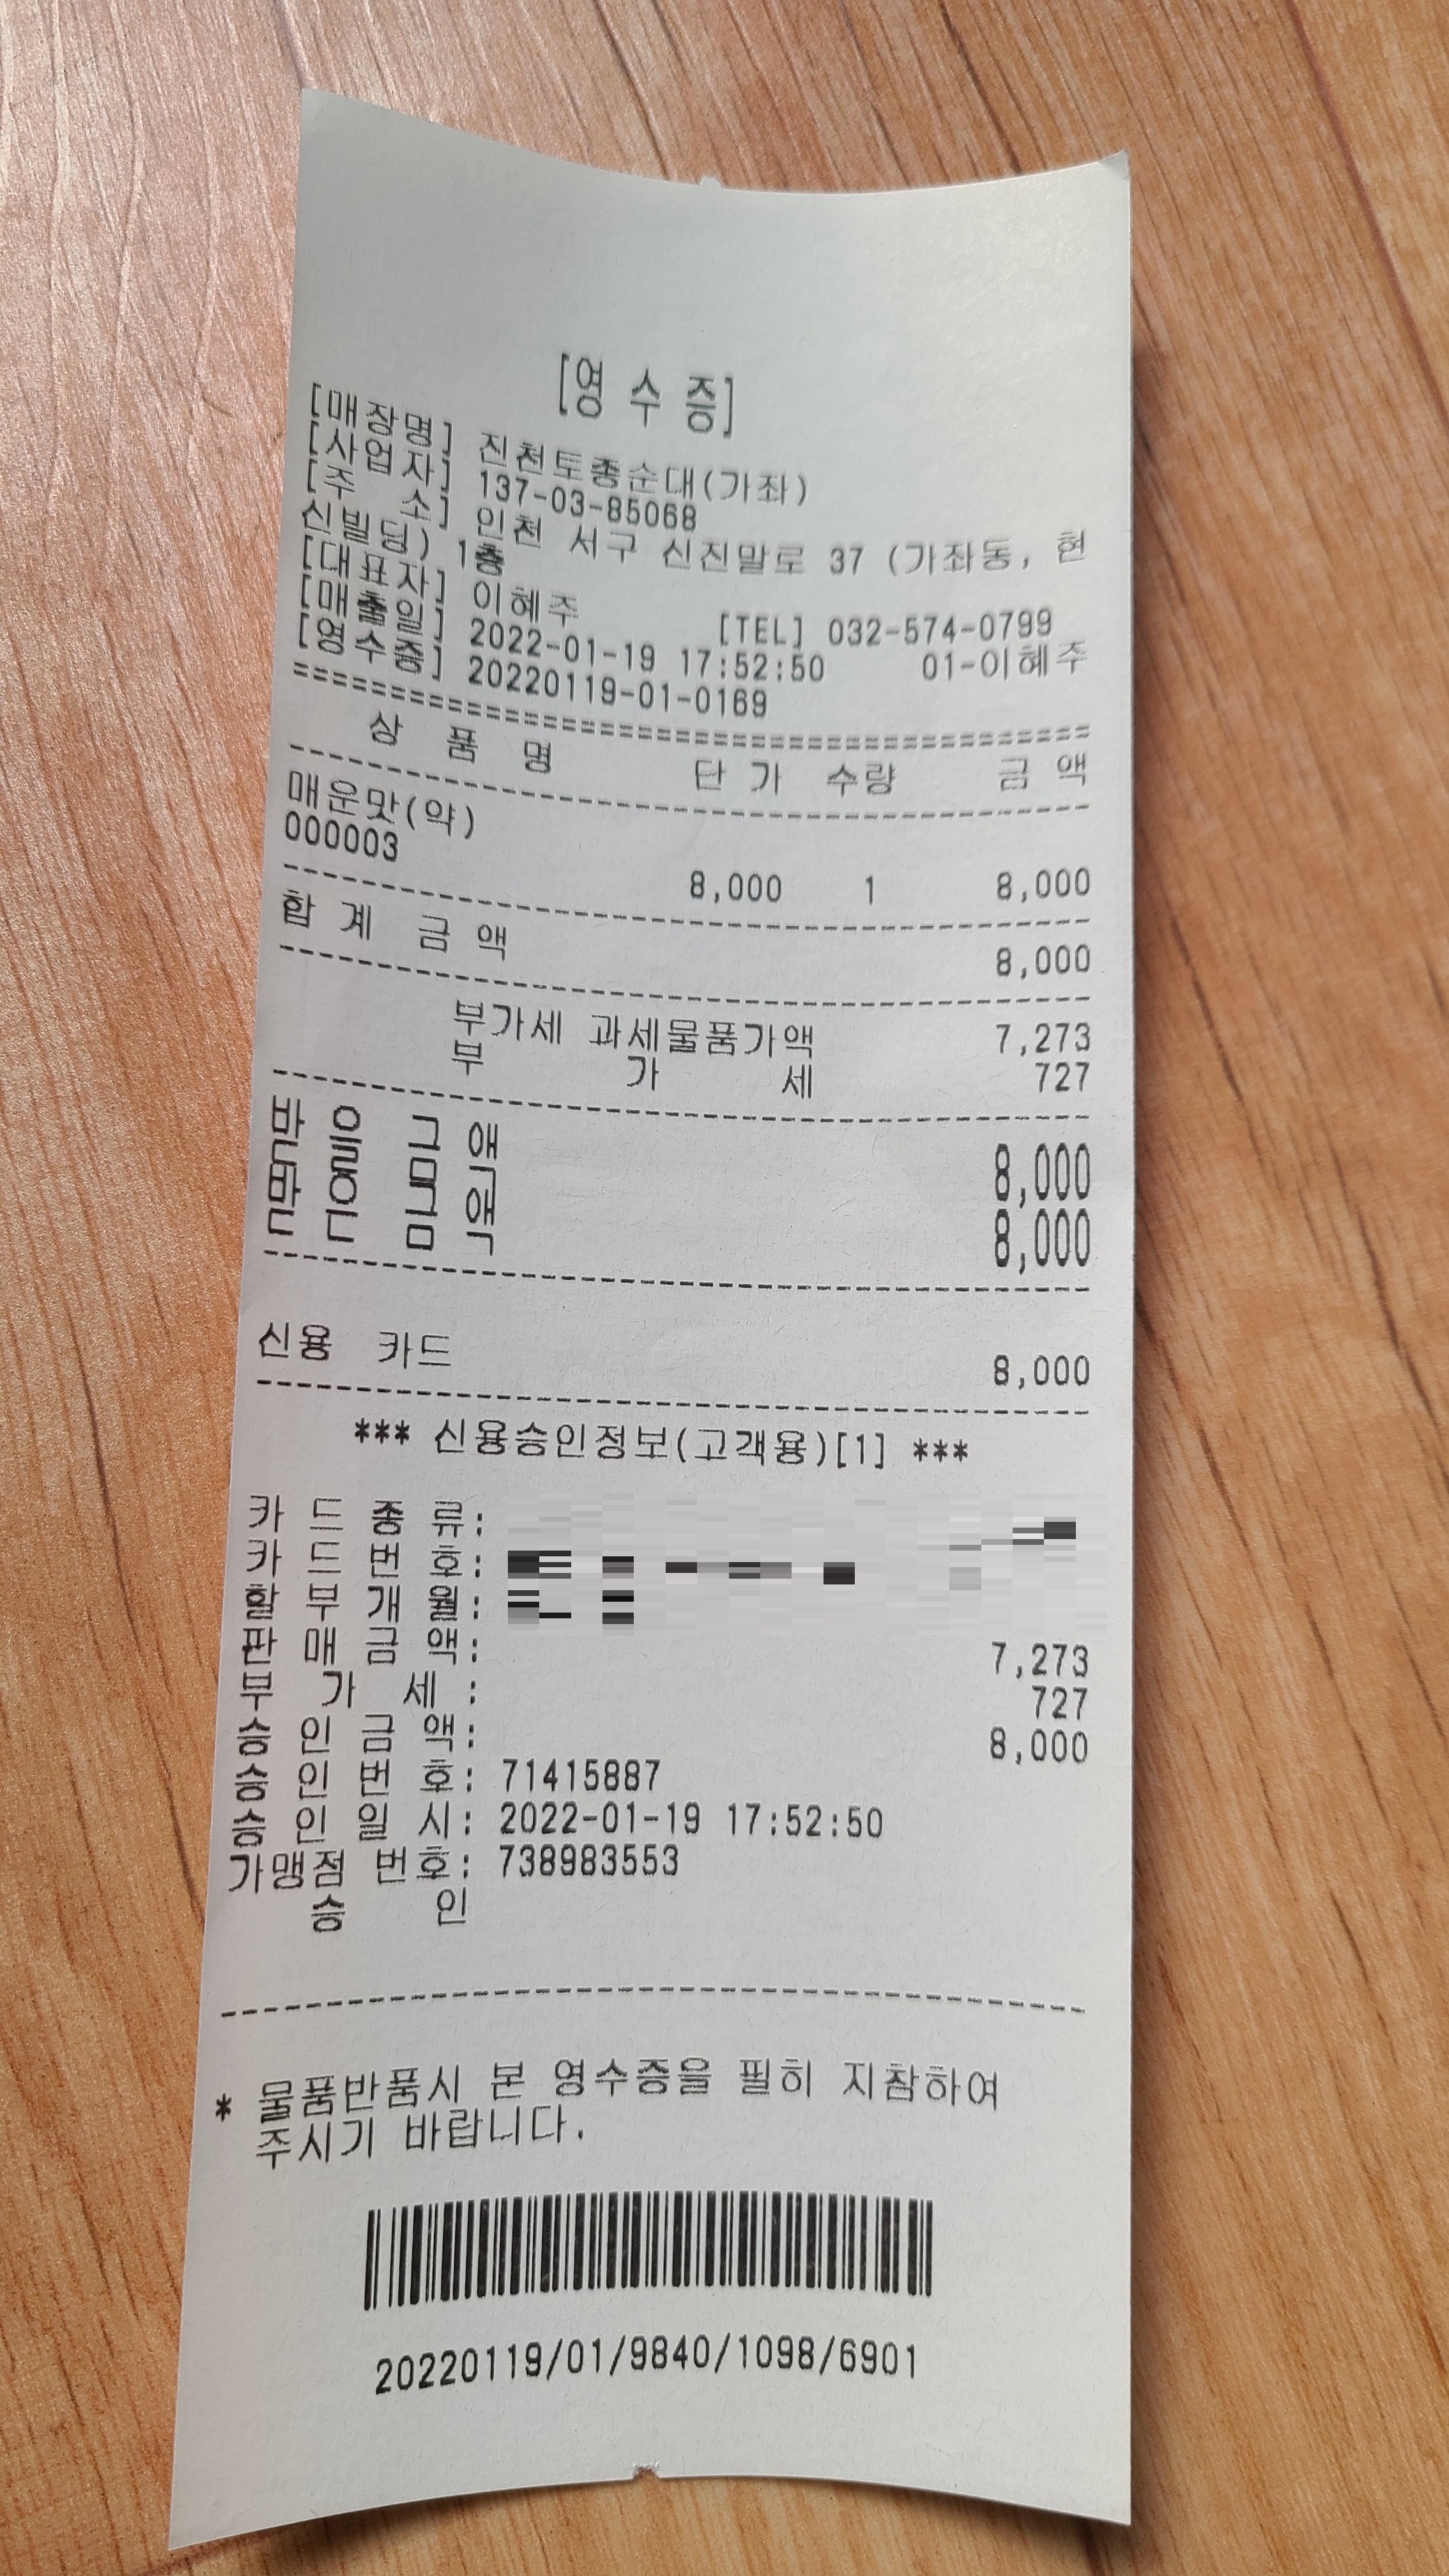 [영 수 증]
[매장명] 진천토종순대(가좌)
[사업자] 137-03-85068
[주 소] 인천 서구 신진말로 37 (가좌동, 현
신빌딩) 1층
[대표자] 이혜주 [TEL] 032-574-0799
[매출일] 2022-01-19 17:52:50 01-이혜주
[영수증] 20220119-01-0169
==========================================
상 품 명 단 가 수량 금 액
------------------------------------------
매운맛(약)
000003 8,000 1 8,000
------------------------------------------
합 계 금 액 8,000
------------------------------------------
부가세 과세물품가액 7,273
부 가 세 727
------------------------------------------
받 을 금 액 8,000
받 은 금 액 8,000
------------------------------------------
신용 카드 8,000
------------------------------------------
*** 신용승인정보(고객용)[1] ***
카 드 종 류:
카 드 번 호:
할 부 개 월:
판 매 금 액: 7,273
부 가 세 : 727
승 인 금 액: 8,000
승 인 번 호: 71415887
승 인 일 시: 2022-01-19 17:52:50
가맹점 번호: 738983553
승 인
------------------------------------------
* 물품반품시 본 영수증을 필히 지참하여
주시기 바랍니다.
20220119/01/9840/1098/6901